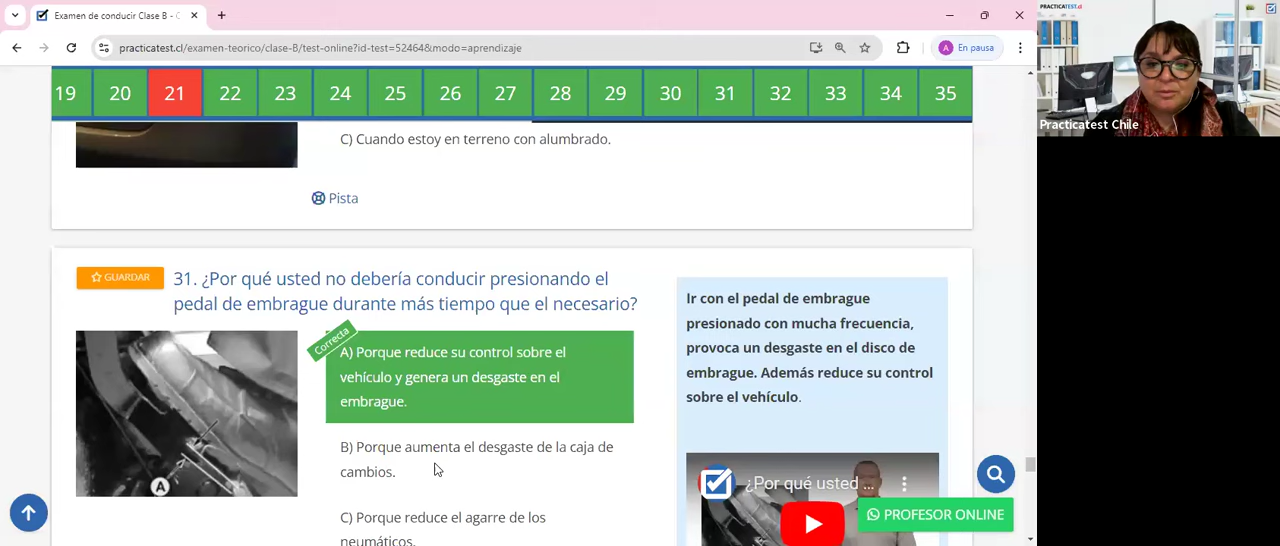 Examen de conducir Clase B - C
practicatest.cl/examen-teorico/clase-B/test-online?id-test=52464&modo=aprendizaje
A
En pausa
PRACTICATEST.cl
Practicatest Chile
19 20 21 22 23 24 25 26 27 28 29 30 31 32 33 34 35
C) Cuando estoy en terreno con alumbrado.
Pista
GUARDAR
31. ¿Por qué usted no debería conducir presionando el
pedal de embrague durante más tiempo que el necesario?
Correcta
A) Porque reduce su control sobre el
vehículo y genera un desgaste en el
embrague.
B) Porque aumenta el desgaste de la caja de
cambios.
C) Porque reduce el agarre de los
neumáticos.
A
Ir con el pedal de embrague
presionado con mucha frecuencia,
provoca un desgaste en el disco de
embrague. Además reduce su control
sobre el vehículo.
¿Por qué usted ...
PROFESOR ONLINE